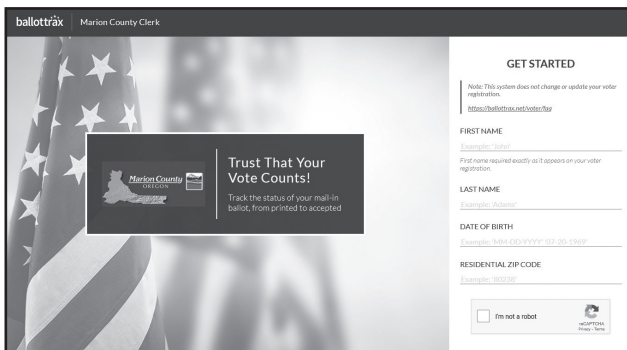 ballottrax
Marion County Clerk
Marion County
OREGON
Trust That Your
Vote Counts!
Track the status of your mail-in
ballot, from printed to accepted
GET STARTED
Note: This system does not change or update your voter
registration.
https://ballottrax.net/voter/faq
FIRST NAME
Example: 'John'
First name required exactly as it appears on your voter
registration.
LAST NAME
Example: 'Adams'
DATE OF BIRTH
Example: 'MM-DD-YYYY' '07-20-1969'
RESIDENTIAL ZIP CODE
Example: '80238'
I'm not a robot
reCAPTCHA
Privacy - Terms